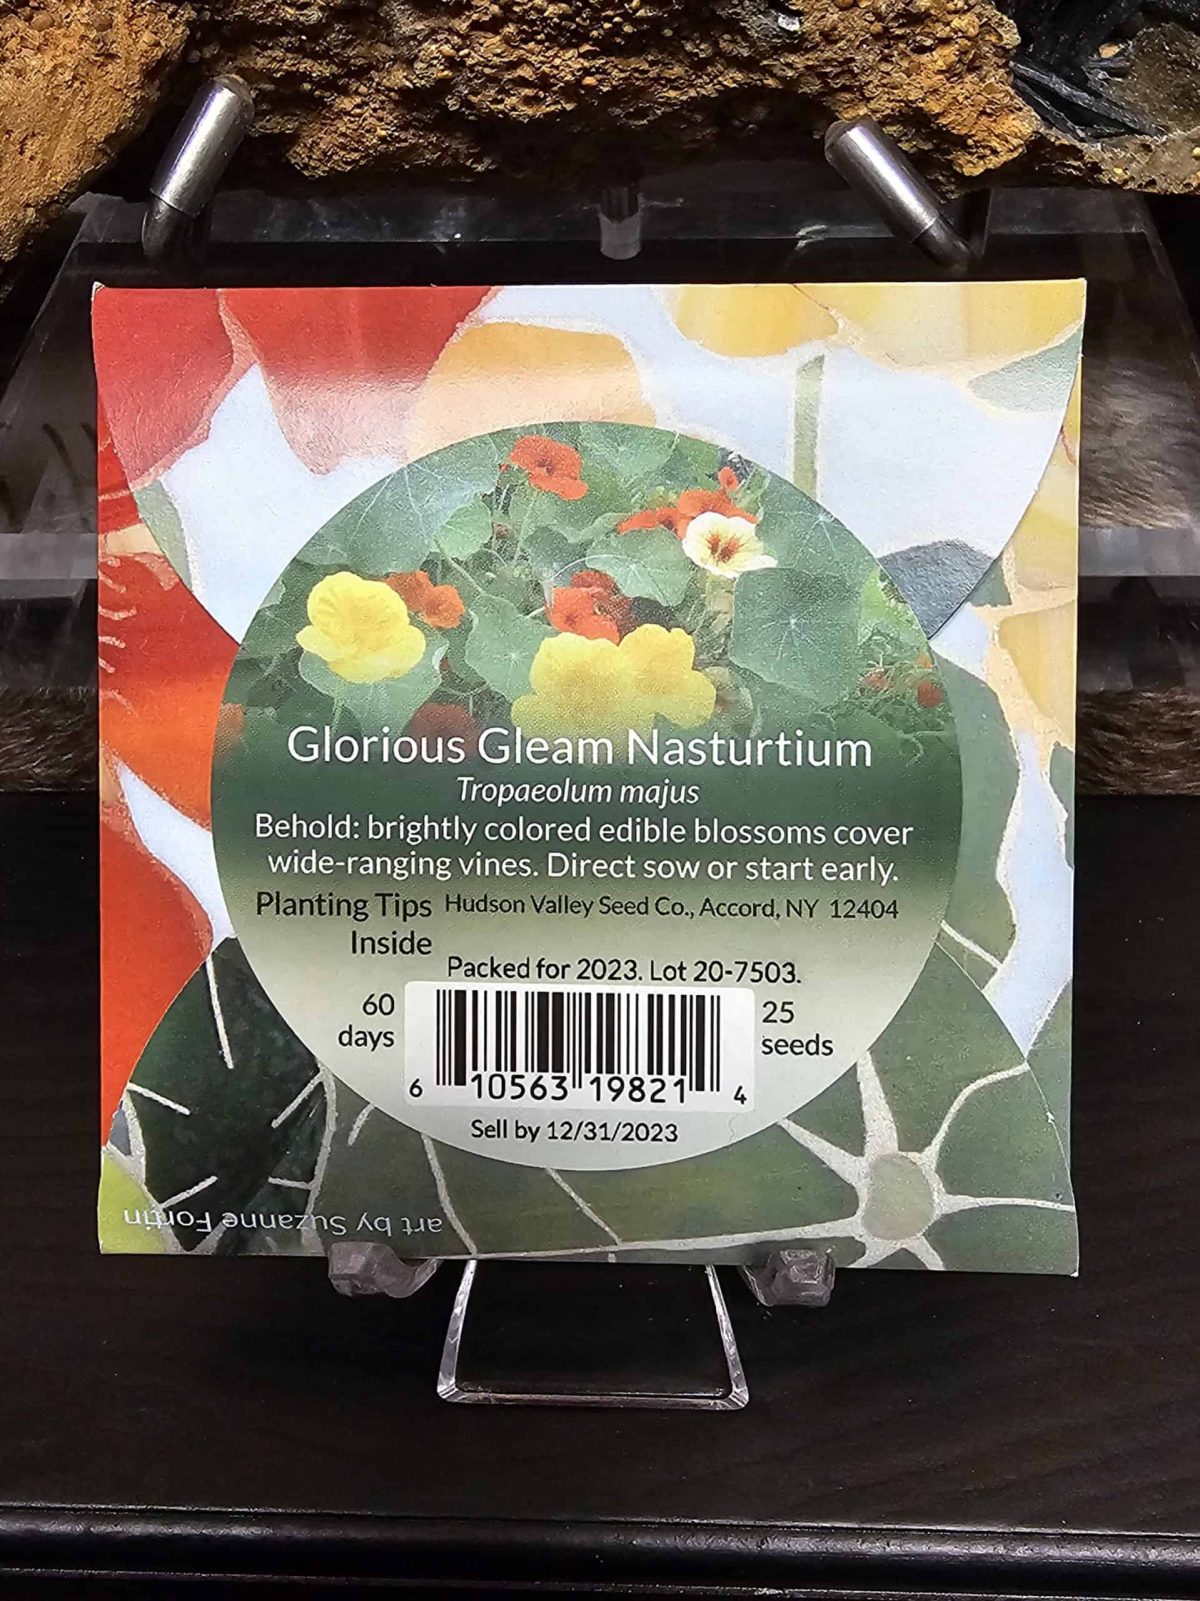 Glorious Gleam Nasturtium
Tropaeolum majus
Behold: brightly colored edible blossoms cover
wide-ranging vines. Direct sow or start early.
Planting Tips Inside
Hudson Valley Seed Co., Accord, NY 12404
Packed for 2023. Lot 20-7503.
60 days
25 seeds
6 10563 19821 4
Sell by 12/31/2023
art by Suzanne Fortin